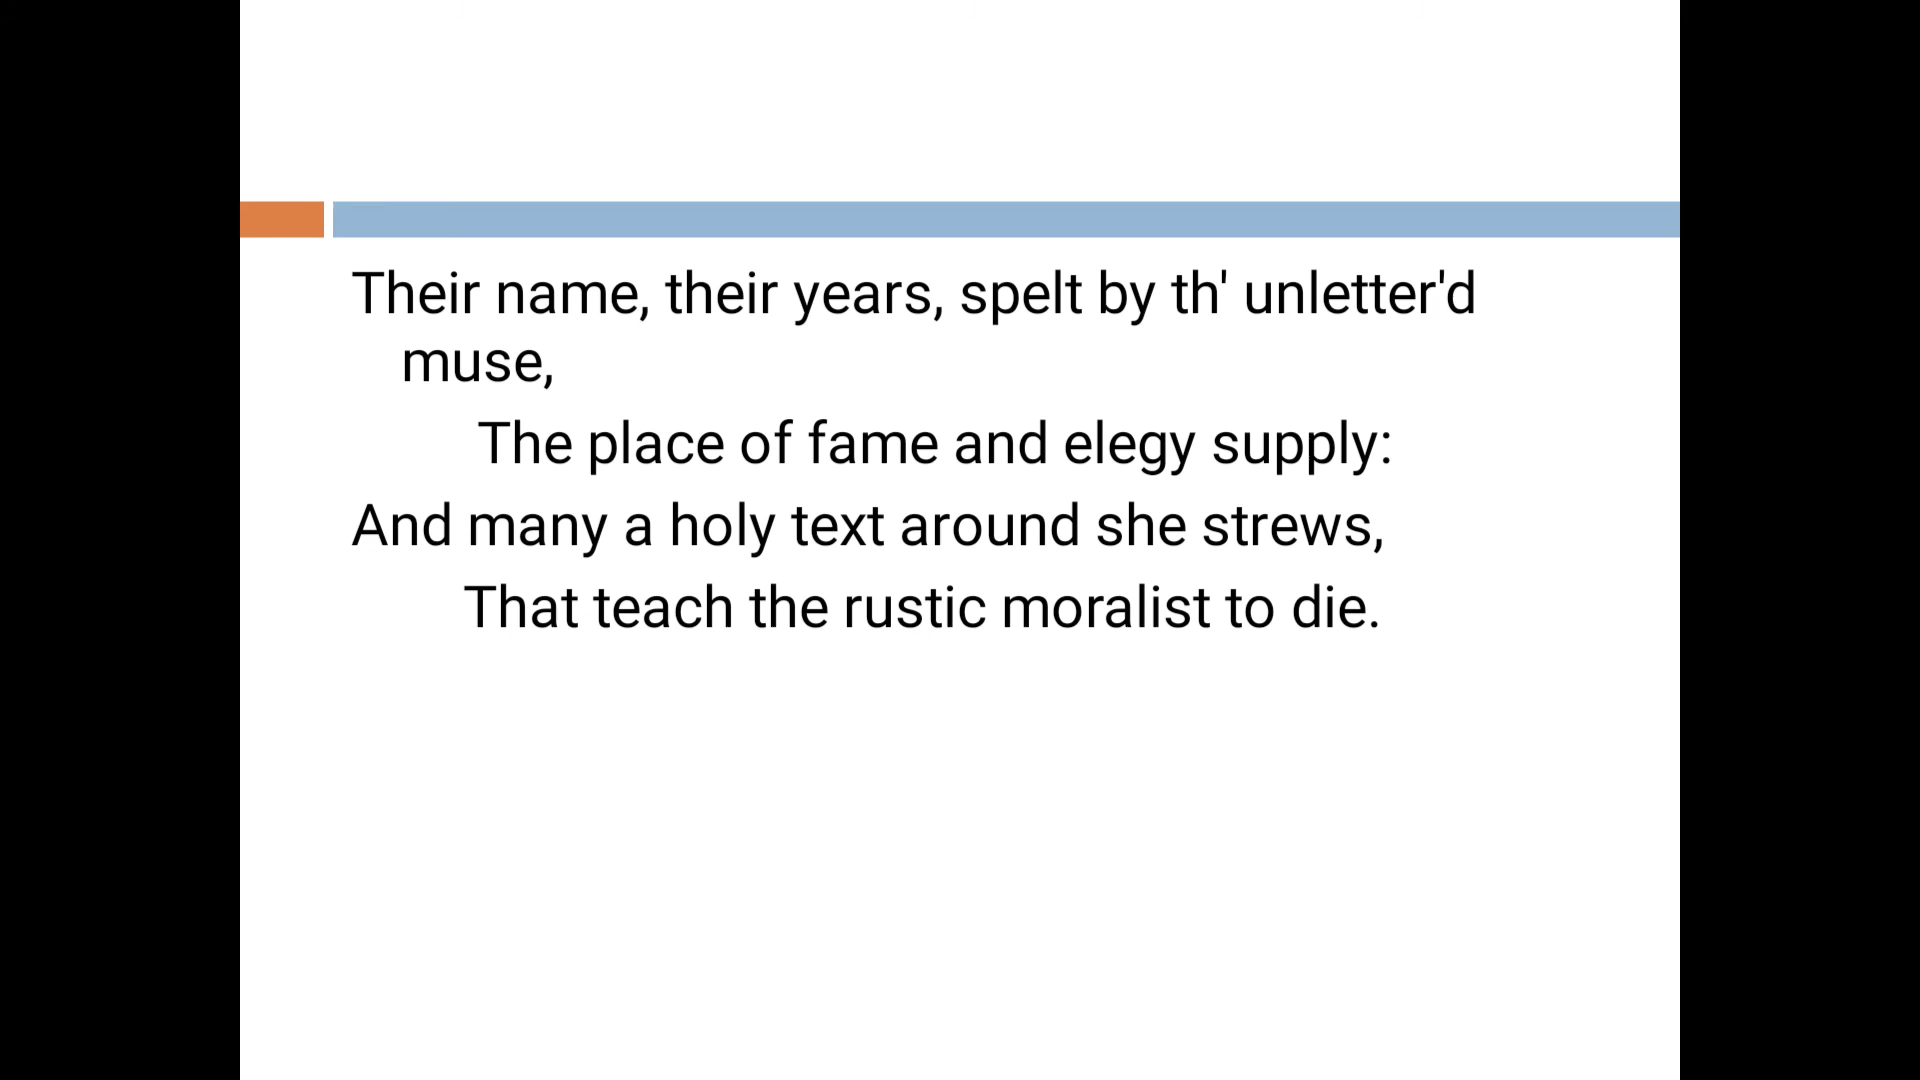 Their name, their years, spelt by th' unletter'd
muse,
The place of fame and elegy supply:
And many a holy text around she strews,
That teach the rustic moralist to die.